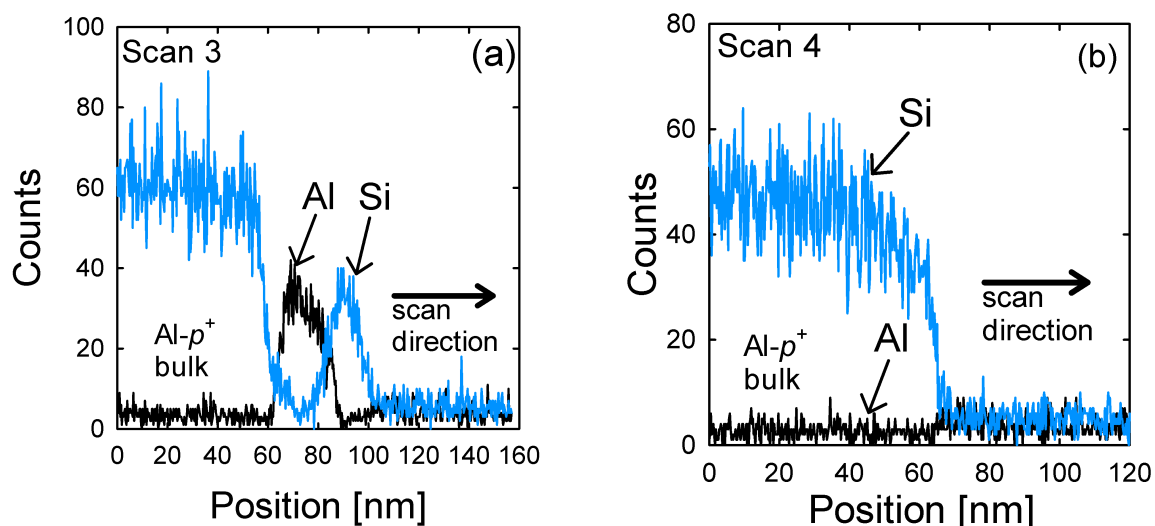 Scan 3
(a)
Al
Si
scan
direction
Al-p⁺
bulk
100
80
60
40
20
0
0 20 40 60 80 100 120 140 160
Counts
Position [nm]
Scan 4
(b)
Si
scan
direction
Al-p⁺
bulk
Al
80
60
40
20
0
0 20 40 60 80 100 120
Counts
Position [nm]